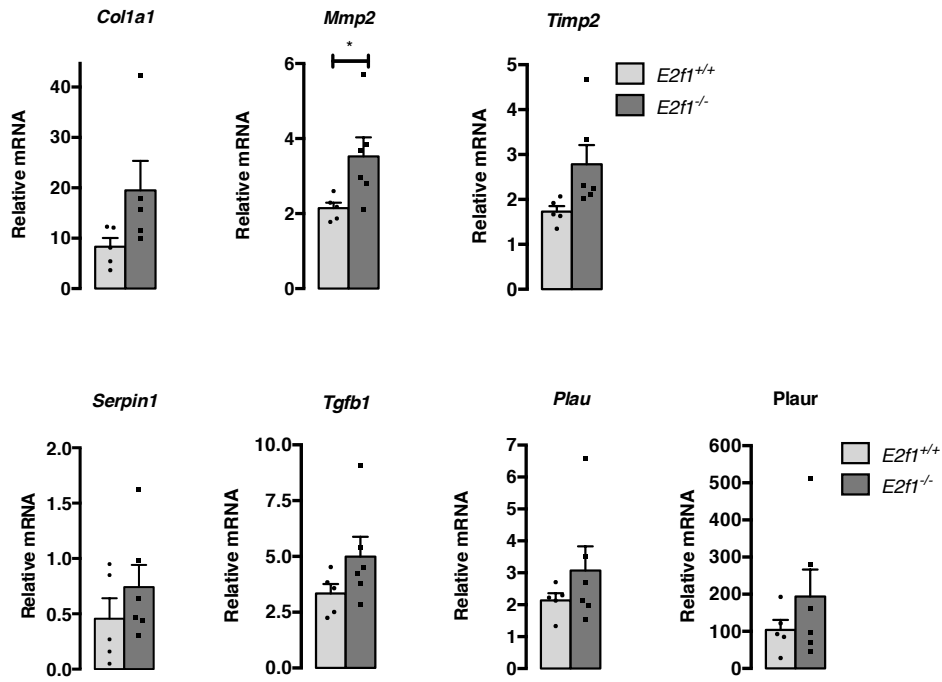 Col1a1
Mmp2
Timp2
Relative mRNA
40
30
20
10
0
Relative mRNA
6
4
2
0
*
Relative mRNA
5
4
3
2
1
0
E2f1+/+
E2f1-/-
Serpin1
Tgfb1
Plau
Plaur
Relative mRNA
2.0
1.5
1.0
0.5
0.0
Relative mRNA
10.0
7.5
5.0
2.5
0.0
Relative mRNA
7
6
5
4
3
2
1
0
Relative mRNA
600
500
400
300
200
100
0
E2f1+/+
E2f1-/-